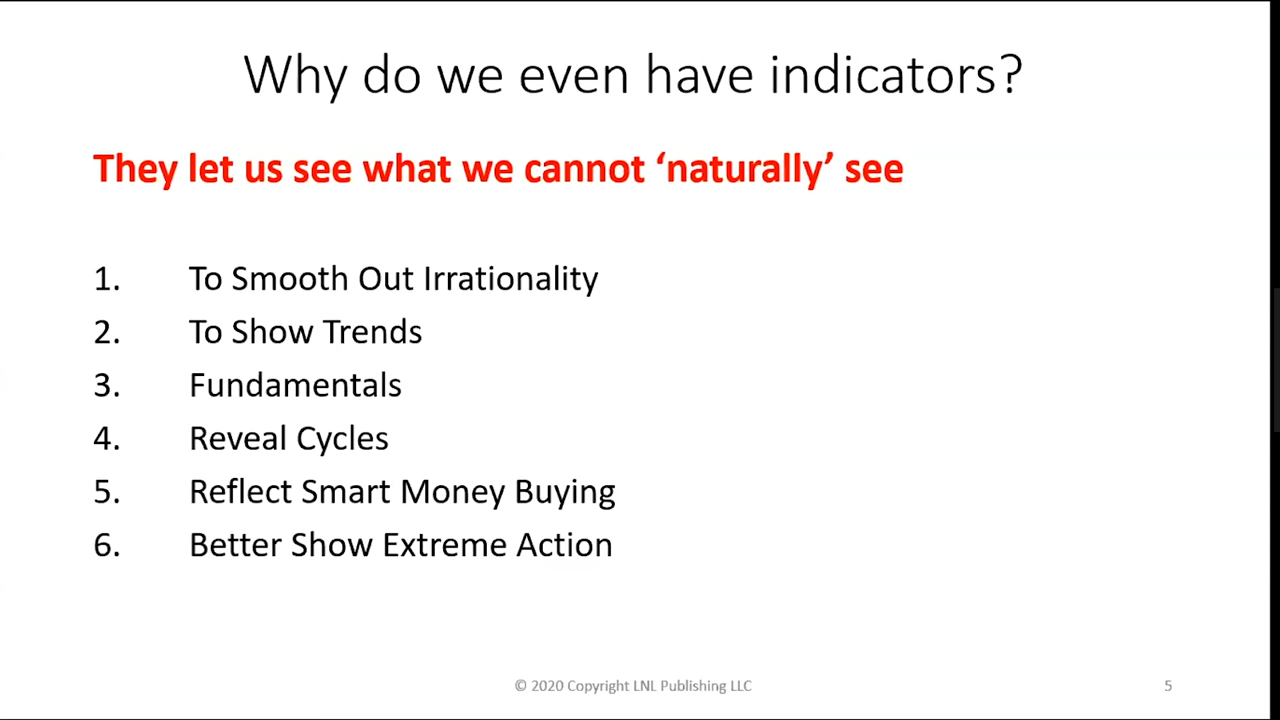 Why do we even have indicators?
They let us see what we cannot ‘naturally’ see
1. To Smooth Out Irrationality
2. To Show Trends
3. Fundamentals
4. Reveal Cycles
5. Reflect Smart Money Buying
6. Better Show Extreme Action
© 2020 Copyright LNL Publishing LLC
5